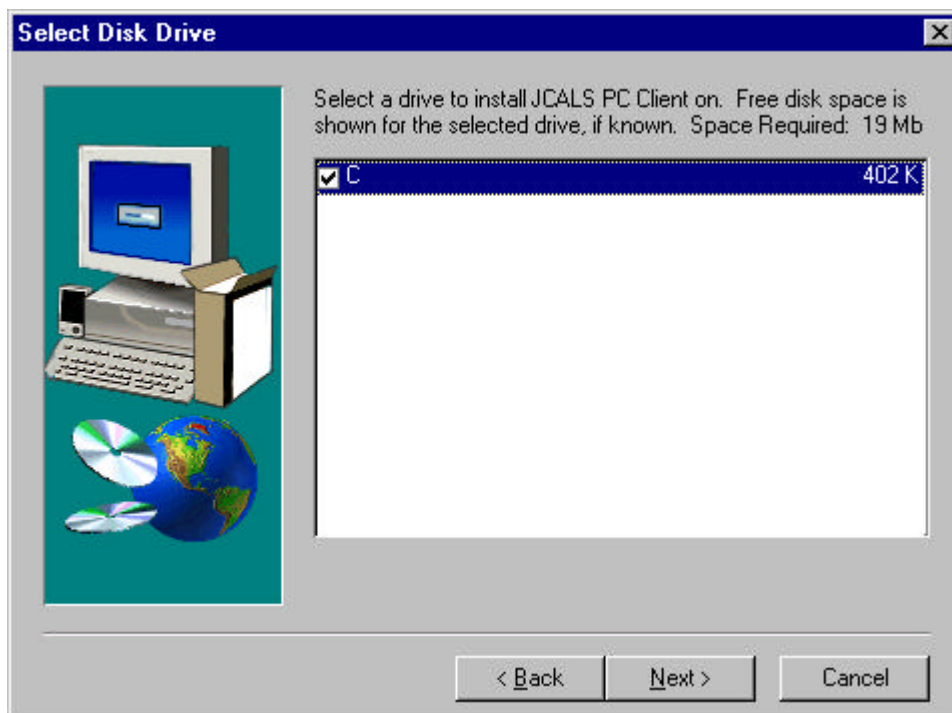 Select Disk Drive
Select a drive to install JCALS PC Client on. Free disk space is
shown for the selected drive, if known. Space Required: 19 Mb
C 402 K
< Back Next > Cancel